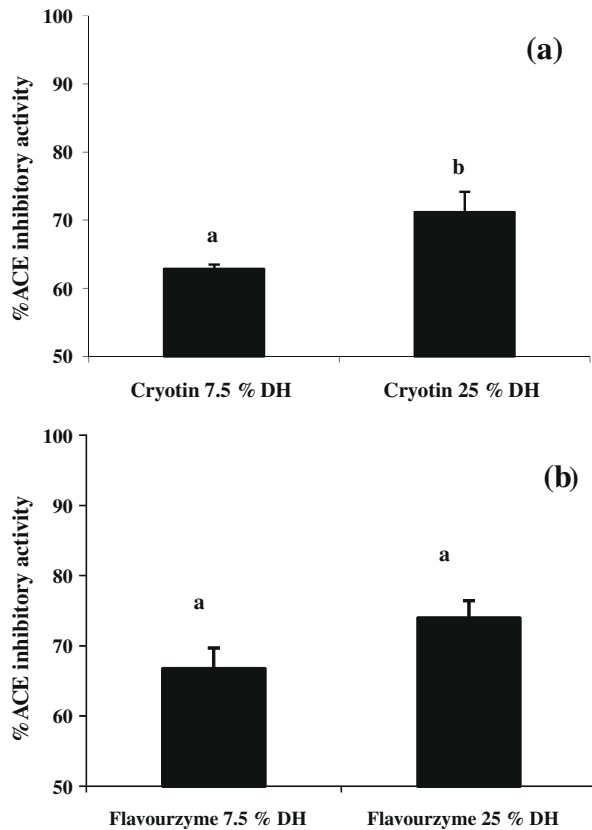 100
(a)
90
80
b
70
a
60
50
%ACE inhibitory activity
Cryotin 7.5 % DH
Cryotin 25 % DH
100
(b)
90
a
80
a
70
60
50
%ACE inhibitory activity
Flavourzyme 7.5 % DH
Flavourzyme 25 % DH